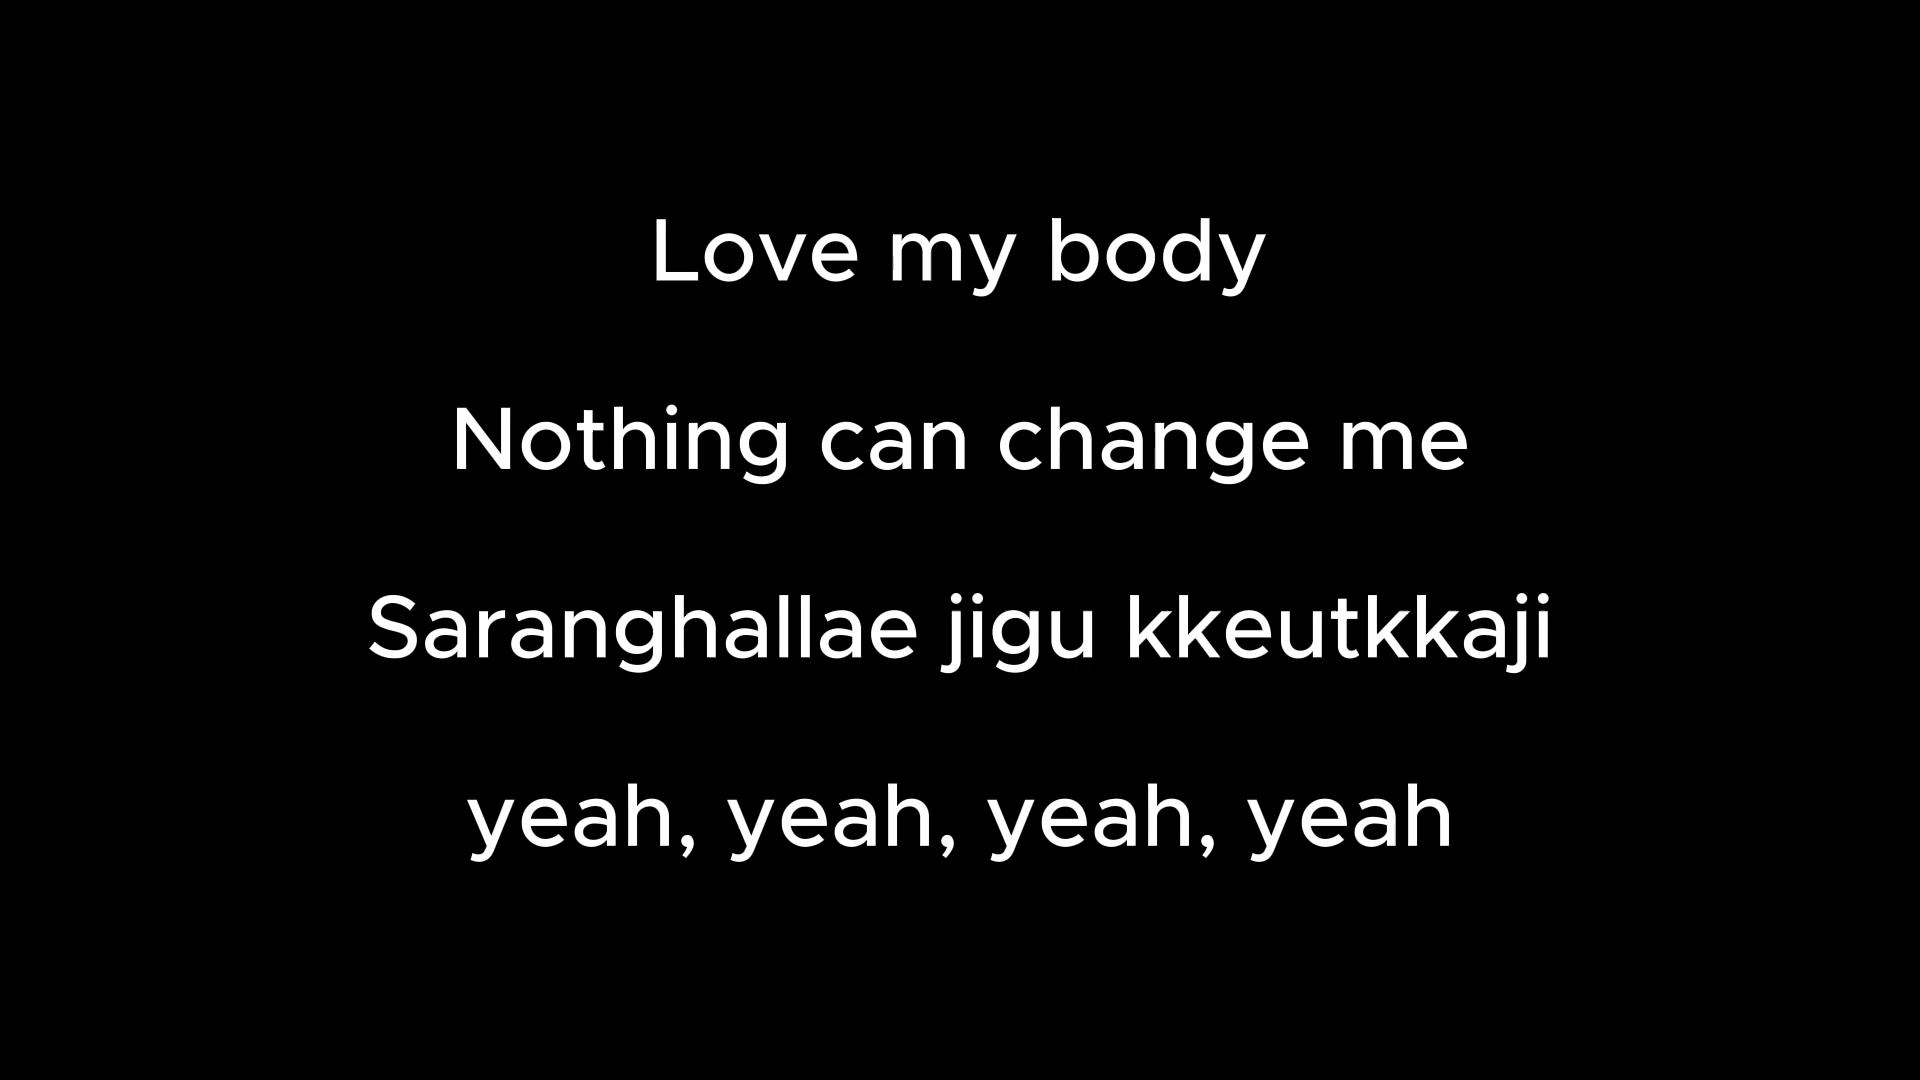 Love my body
Nothing can change me
Saranghallae jigu kkeutkkaji
yeah, yeah, yeah, yeah